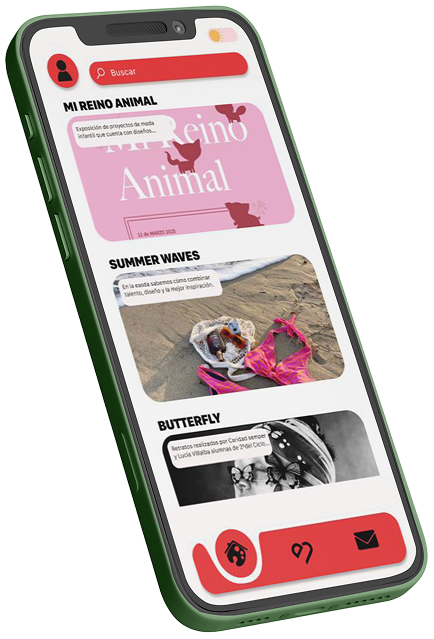 Buscar
MI REINO ANIMAL
Exposición de proyectos de moda
infantil que cuenta con diseños...
Mi Reino
Animal
11 de MARZO 2025
SUMMER WAVES
En la easda sabemos cómo combinar
talento, diseño y la mejor inspiración.
BUTTERFLY
Retratos realizados por Caridad semper
y Lucía Villalba alumnas de 2ºdel Ciclo...